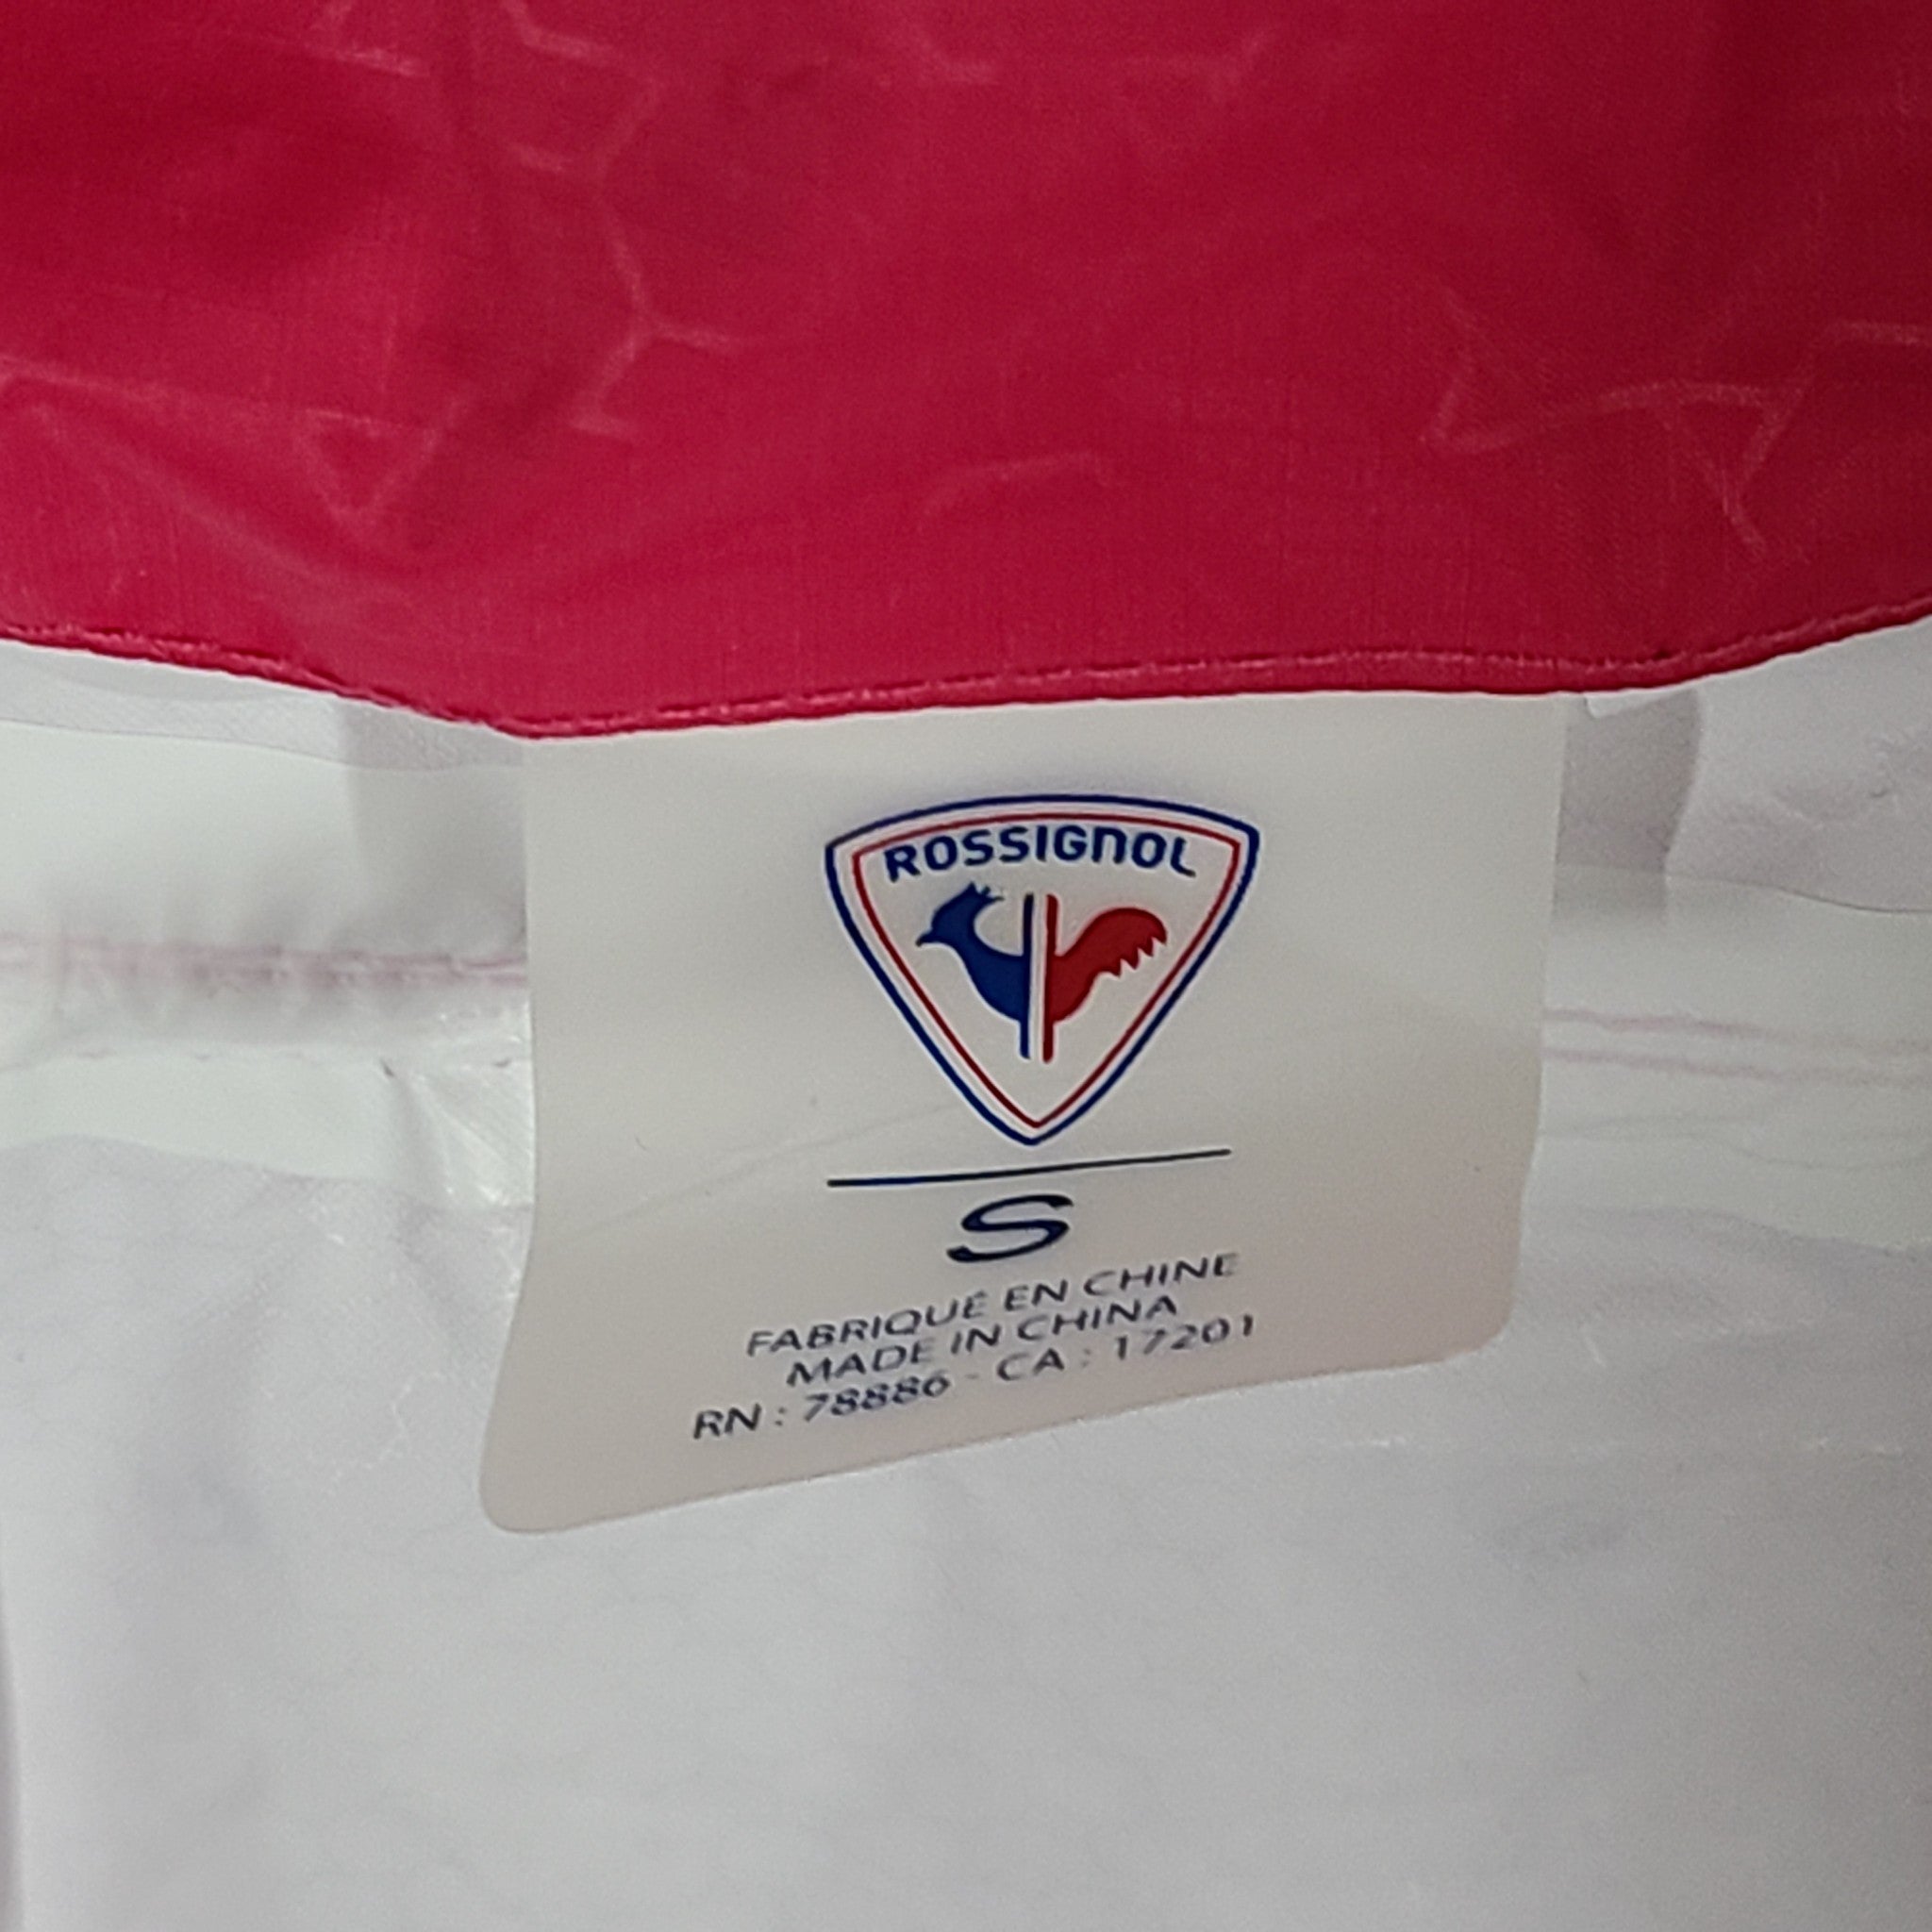 ROSSIGNOL
S
FABRIQUÉ EN CHINE
MADE IN CHINA
RN : 78886 - CA : 17201